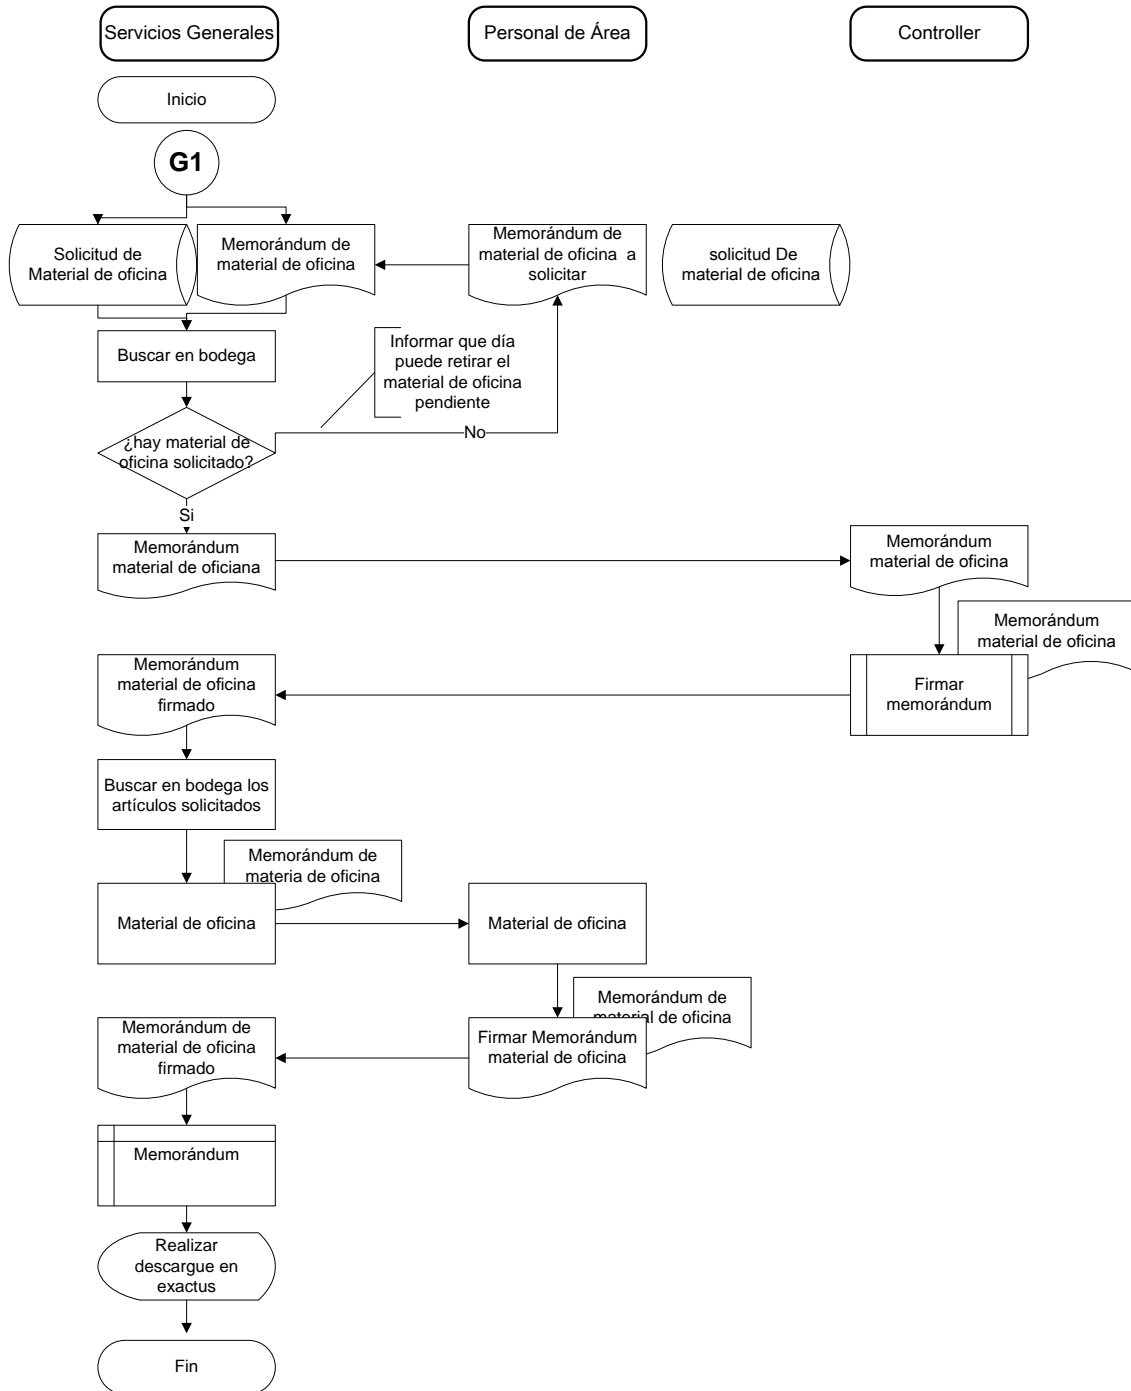 Servicios Generales
Personal de Área
Controller
Inicio
G1
Solicitud de
Material de oficina
Memorándum de
material de oficina
Memorándum de
material de oficina a
solicitar
solicitud De
material de oficina
Buscar en bodega
Informar que día
puede retirar el
material de oficina
pendiente
¿hay material de
oficina solicitado?
No
Si
Memorándum
material de oficiana
Memorándum
material de oficina
Memorándum
material de oficina
Memorándum
material de oficina
firmado
Firmar
memorándum
Buscar en bodega los
artículos solicitados
Memorándum de
materia de oficina
Material de oficina
Material de oficina
Memorándum de
material de oficina
Memorándum de
material de oficina
firmado
Firmar Memorándum
material de oficina
Memorándum
Realizar
descargue en
exactus
Fin